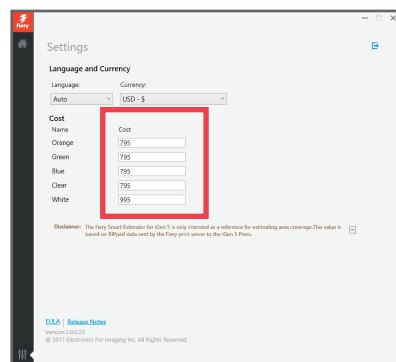 fiery
Settings
Language and Currency
Language: Currency:
Auto USD - $
Cost
Name Cost
Orange 795
Green 795
Blue 795
Clear 795
White 995
Disclaimer: The Fiery Smart Estimator for iGen 5 is only intended as a reference for estimating area coverage.This value is
based on RIPped data sent by the Fiery print server to the iGen 5 Press.
EULA | Release Notes
Version:3.0.0.23
@ 2017 Electronics For Imaging Inc. All Rights Reserved.